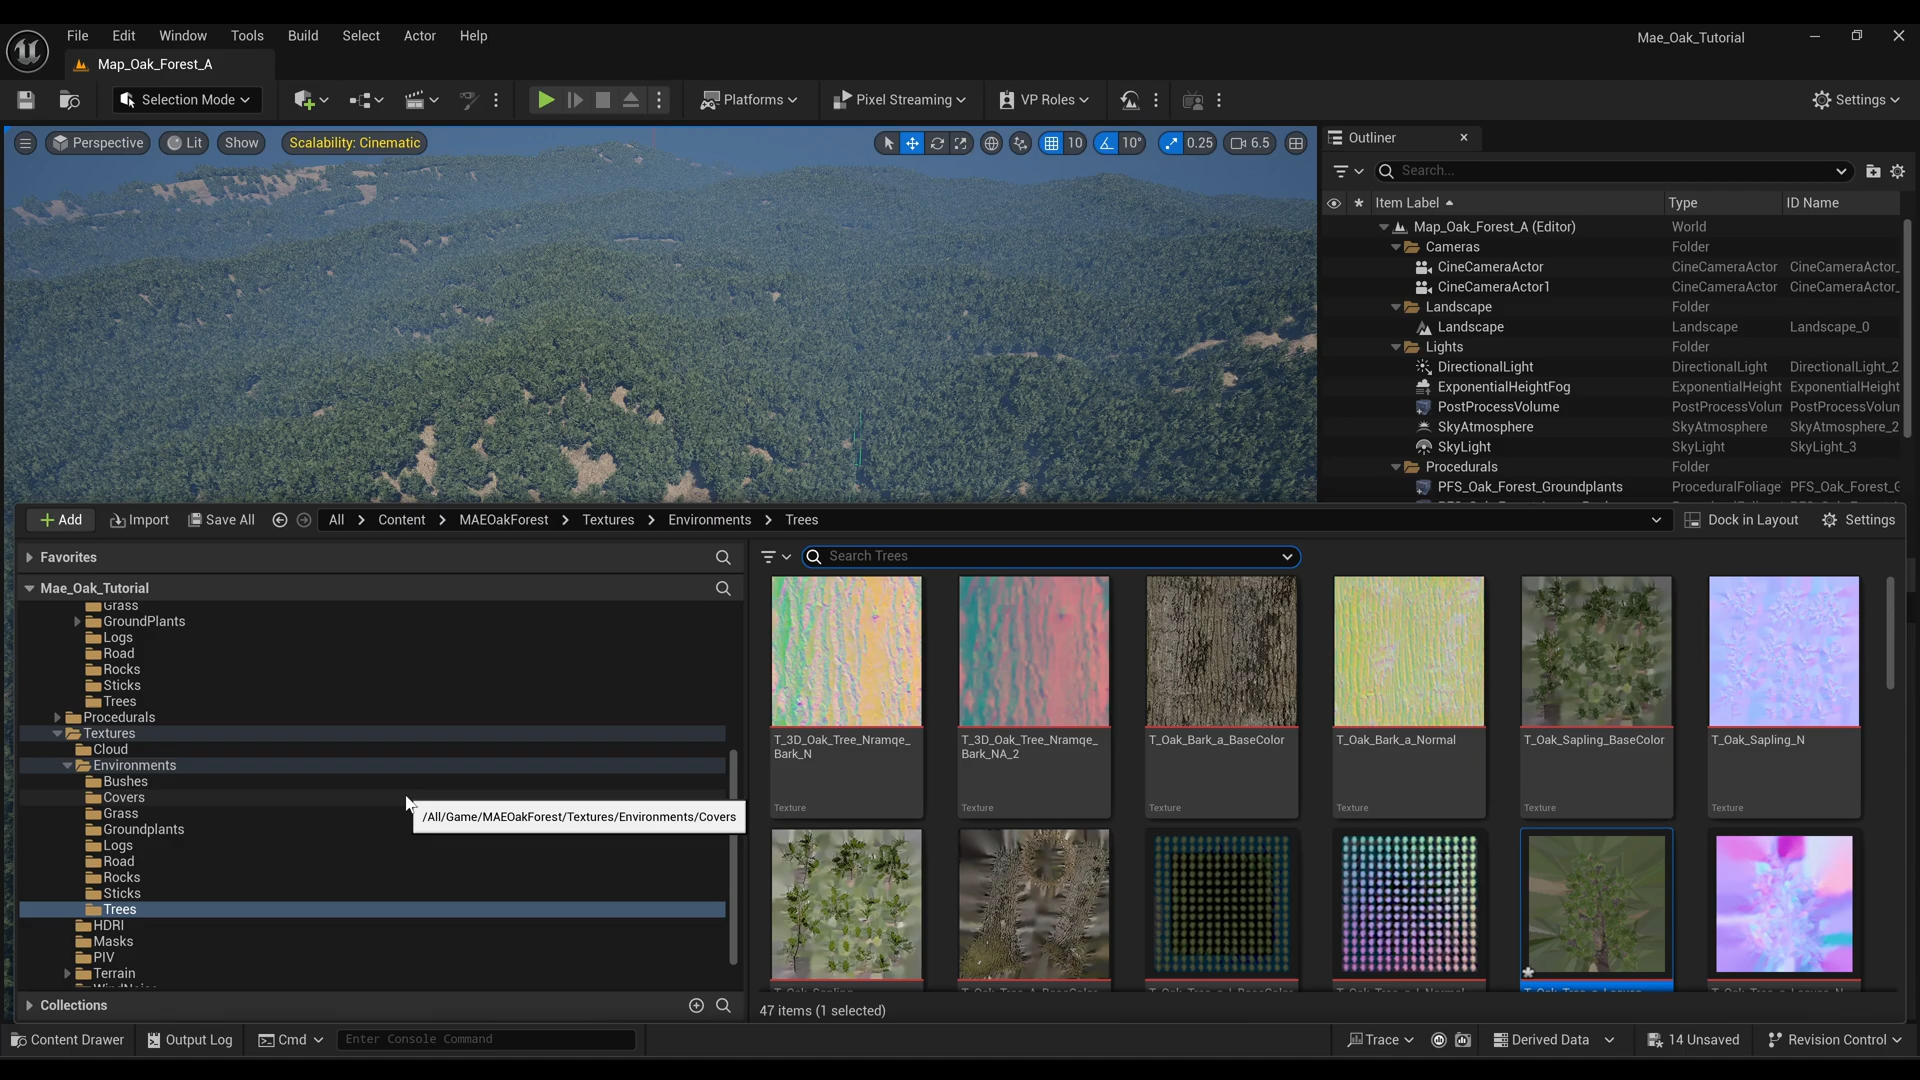 File Edit Window Tools Build Select Actor Help
Mae_Oak_Tutorial
Map_Oak_Forest_A
Selection Mode
Platforms
Pixel Streaming
VP Roles
Settings
Perspective Lit Show Scalability: Cinematic
10 10° 0.25 6.5
Outliner
Search...
Item Label Type ID Name
Map_Oak_Forest_A (Editor) World
Cameras Folder
CineCameraActor CineCameraActor CineCameraActor_
CineCameraActor1 CineCameraActor CineCameraActor_
Landscape Folder
Landscape Landscape Landscape_0
Lights Folder
DirectionalLight DirectionalLight DirectionalLight_2
ExponentialHeightFog ExponentialHeight ExponentialHeight
PostProcessVolume PostProcessVolum PostProcessVolum
SkyAtmosphere SkyAtmosphere SkyAtmosphere_2
SkyLight SkyLight SkyLight_3
Procedurals Folder
PFS_Oak_Forest_Groundplants ProceduralFoliage PFS_Oak_Forest_G
Add Import Save All All Content MAEOakForest Textures Environments Trees Dock in Layout Settings
Favorites
Search Trees
Mae_Oak_Tutorial
Grass
GroundPlants
Logs
Road
Rocks
Sticks
Trees
Procedurals
Textures
Cloud
Environments
Bushes
Covers
Grass
Groundplants
Logs
Road
Rocks
Sticks
Trees
HDRI
Masks
PIV
Terrain
/All/Game/MAEOakForest/Textures/Environments/Covers
T_3D_Oak_Tree_Nramqe_
Bark_N
Texture
T_3D_Oak_Tree_Nramqe_
Bark_NA_2
Texture
T_Oak_Bark_a_BaseColor
Texture
T_Oak_Bark_a_Normal
Texture
T_Oak_Sapling_BaseColor
Texture
T_Oak_Sapling_N
Texture
Collections
47 items (1 selected)
Content Drawer Output Log Cmd Enter Console Command Trace Derived Data 14 Unsaved Revision Control